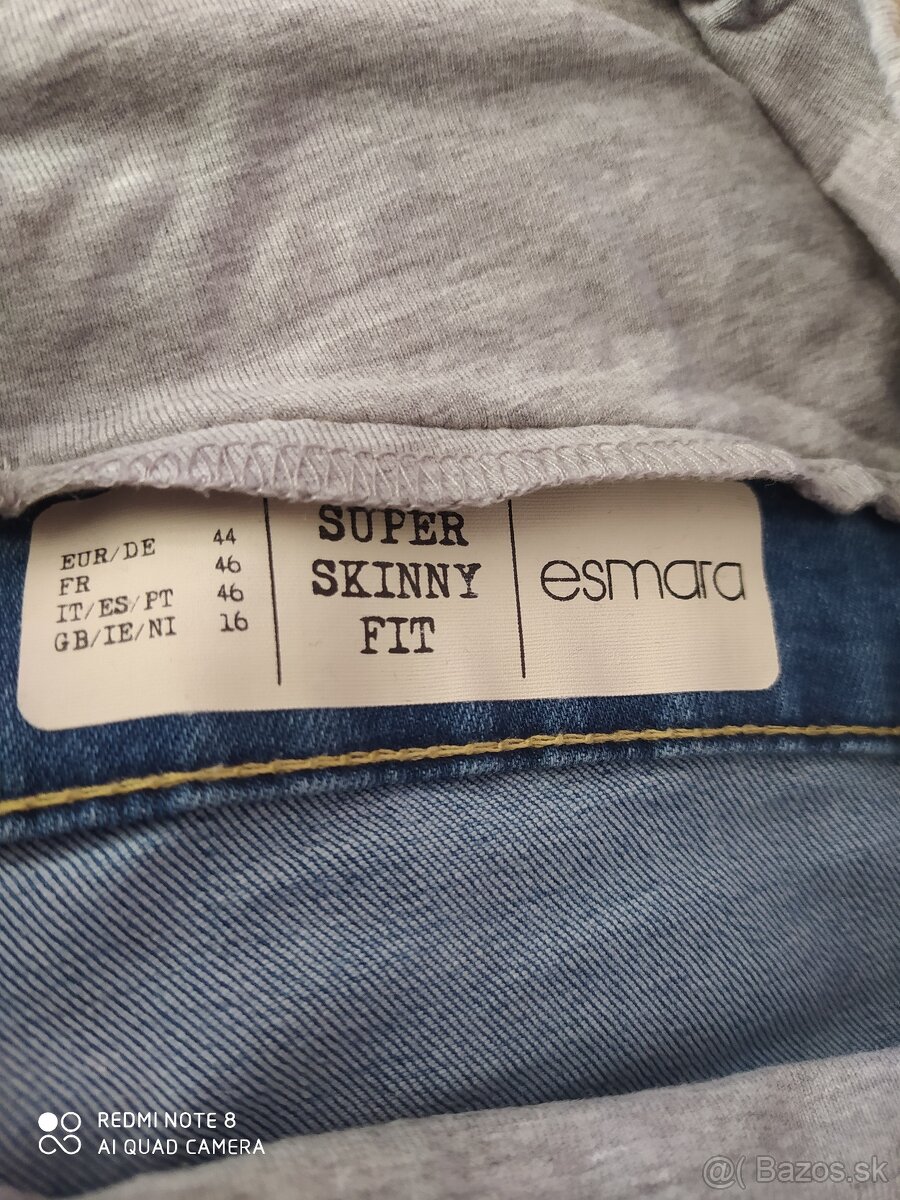 EUR/DE 44
FR 46
IT/ES/PT 46
GB/IE/NI 16
SUPER
SKINNY
FIT
esmara
REDMI NOTE 8
AI QUAD CAMERA
@( Bazos.sk